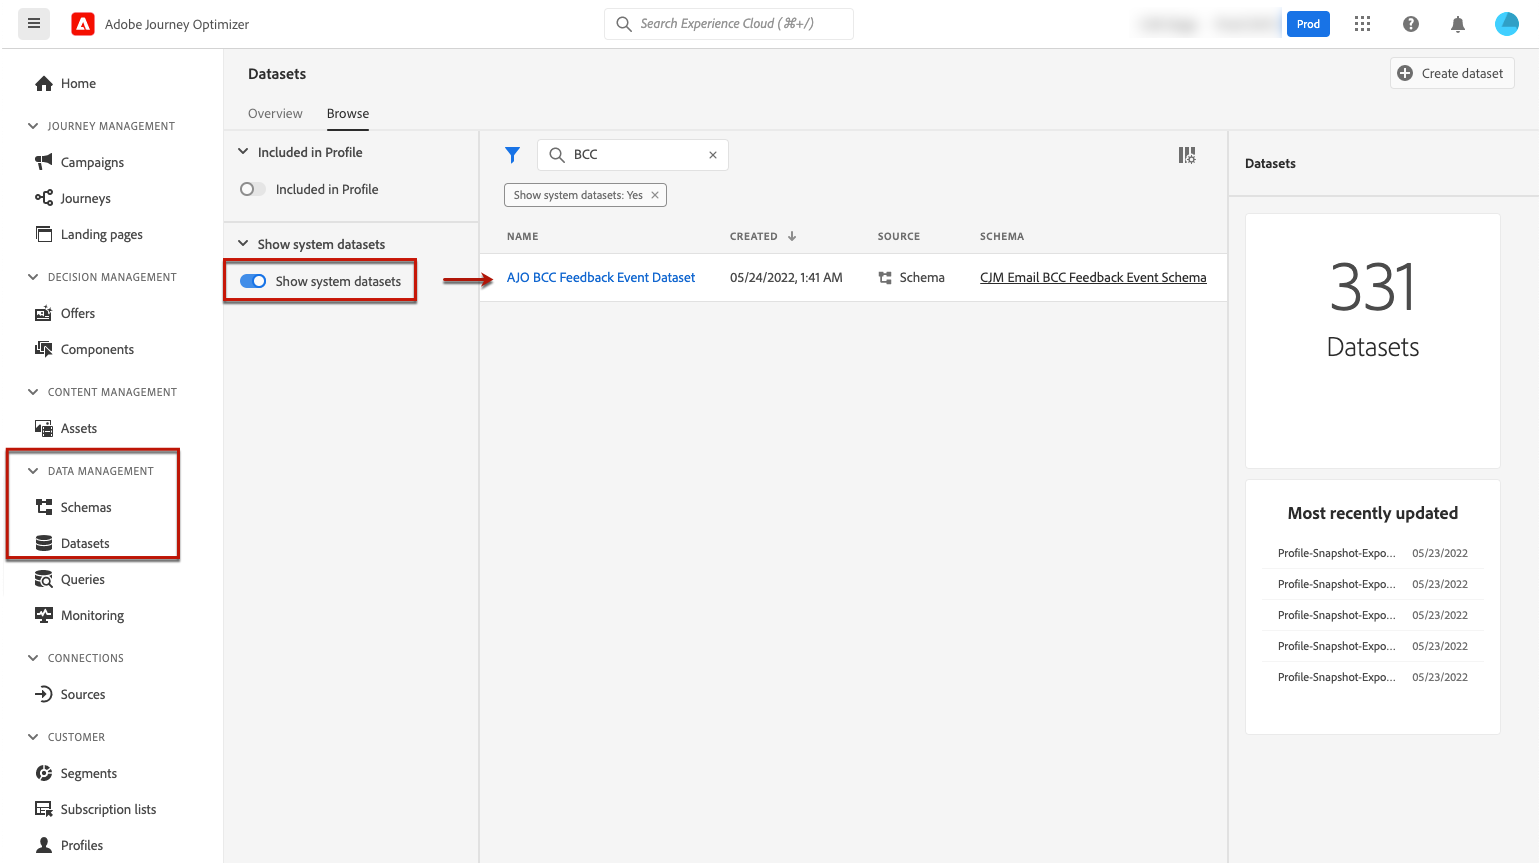 Adobe Journey Optimizer
Search Experience Cloud (⌘+/)
Prod
Home
JOURNEY MANAGEMENT
Campaigns
Journeys
Landing pages
DECISION MANAGEMENT
Offers
Components
CONTENT MANAGEMENT
Assets
DATA MANAGEMENT
Schemas
Datasets
Queries
Monitoring
CONNECTIONS
Sources
CUSTOMER
Segments
Subscription lists
Profiles
Datasets
Create dataset
Overview Browse
Included in Profile
Included in Profile
Show system datasets
Show system datasets
BCC
Show system datasets: Yes
NAME CREATED SOURCE SCHEMA
AJO BCC Feedback Event Dataset 05/24/2022, 1:41 AM Schema CJM Email BCC Feedback Event Schema
Datasets
331
Datasets
Most recently updated
Profile-Snapshot-Expo... 05/23/2022
Profile-Snapshot-Expo... 05/23/2022
Profile-Snapshot-Expo... 05/23/2022
Profile-Snapshot-Expo... 05/23/2022
Profile-Snapshot-Expo... 05/23/2022